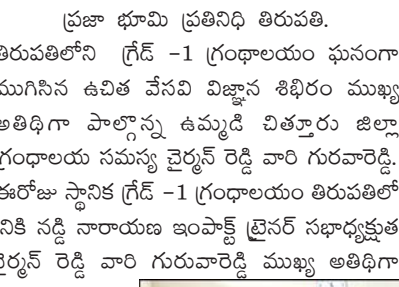 ప్రజా భూమి ప్రతినిధి తిరుపతి.
తిరుపతిలోని గ్రేడ్ -1 గ్రంథాలయం ఘనంగా
ముగిసిన ఉచిత వేసవి విజ్ఞాన శిభిరం ముఖ్య
అతిథిగా పాల్గొన్న ఉమ్మడి చిత్తూరు జిల్లా
గ్రంధాలయ సమస్య చైర్మన్ రెడ్డి వారి గురవారెడ్డి.
ఈరోజు స్థానిక గ్రేడ్ -1 గ్రంధాలయం తిరుపతిలో
నికి నడ్డి నారాయణ ఇంపాక్ట్ ట్రైనర్ సభాధ్యక్షుత
చైర్మన్ రెడ్డి వారి గురువారెడ్డి ముఖ్య అతిథిగా